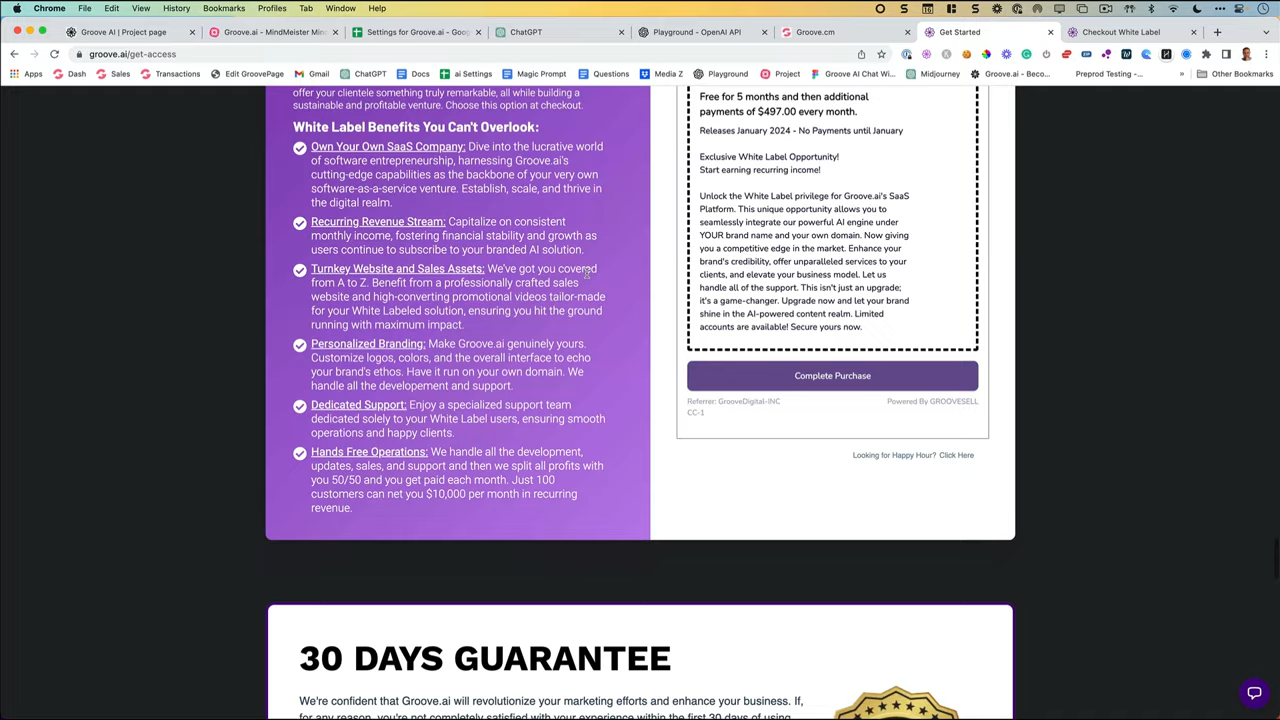 Chrome File Edit View History Bookmarks Profiles Tab Window Help
Groove AI | Project page
Groove.ai - MindMeister Min
Settings for Groove.ai - Goo
ChatGPT
Playground - OpenAI API
Groove.cm
Get Started
Checkout White Label
groove.ai/get-access
Apps Dash Sales Transactions Edit GroovePage Gmail ChatGPT Docs ai Settings Magic Prompt Questions Media Z Playground Project Groove AI Chat Wi... Midjourney Groove.ai - Beco... Preprod Testing -... Other Bookmarks
offer your clientele something truly remarkable, all while building a
sustainable and profitable venture. Choose this option at checkout.
White Label Benefits You Can't Overlook:
Own Your Own SaaS Company: Dive into the lucrative world
of software entrepreneurship, harnessing Groove.ai's
cutting-edge capabilities as the backbone of your very own
software-as-a-service venture. Establish, scale, and thrive in
the digital realm.
Recurring Revenue Stream: Capitalize on consistent
monthly income, fostering financial stability and growth as
users continue to subscribe to your branded AI solution.
Turnkey Website and Sales Assets: We've got you covered
from A to Z. Benefit from a professionally crafted sales
website and high-converting promotional videos tailor-made
for your White Labeled solution, ensuring you hit the ground
running with maximum impact.
Personalized Branding: Make Groove.ai genuinely yours.
Customize logos, colors, and the overall interface to echo
your brand's ethos. Have it run on your own domain. We
handle all the developement and support.
Dedicated Support: Enjoy a specialized support team
dedicated solely to your White Label users, ensuring smooth
operations and happy clients.
Hands Free Operations: We handle all the development,
updates, sales, and support and then we split all profits with
you 50/50 and you get paid each month. Just 100
customers can net you $10,000 per month in recurring
revenue.
Free for 5 months and then additional
payments of $497.00 every month.
Releases January 2024 - No Payments until January
Exclusive White Label Opportunity!
Start earning recurring income!
Unlock the White Label privilege for Groove.ai's SaaS
Platform. This unique opportunity allows you to
seamlessly integrate our powerful AI engine under
YOUR brand name and your own domain. Now giving
you a competitive edge in the market. Enhance your
brand's credibility, offer unparalleled services to your
clients, and elevate your business model. Let us
handle all of the support. This isn't just an upgrade;
it's a game-changer. Upgrade now and let your brand
shine in the AI-powered content realm. Limited
accounts are available! Secure yours now.
Complete Purchase
Referrer: GrooveDigital-INC
CC-1
Powered By GROOVESELL
Looking for Happy Hour? Click Here
30 DAYS GUARANTEE
We're confident that Groove.ai will revolutionize your marketing efforts and enhance your business. If,
for any reason, you're not completely satisfied with your experience within the first 30 days of using